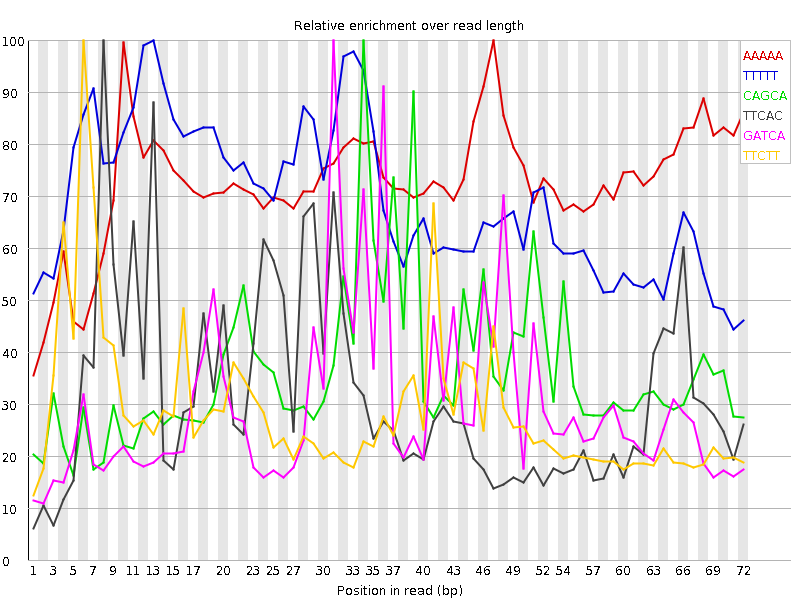 Relative enrichment over read length
100
90
80
70
60
50
40
30
20
10
0
AAAAA
TTTTT
CAGCA
TTCAC
GATCA
TTCTT
1 3 5 7 9 11 13 15 17 20 23 25 27 30 33 35 37 40 43 46 49 52 54 57 60 63 66 69 72
Position in read (bp)